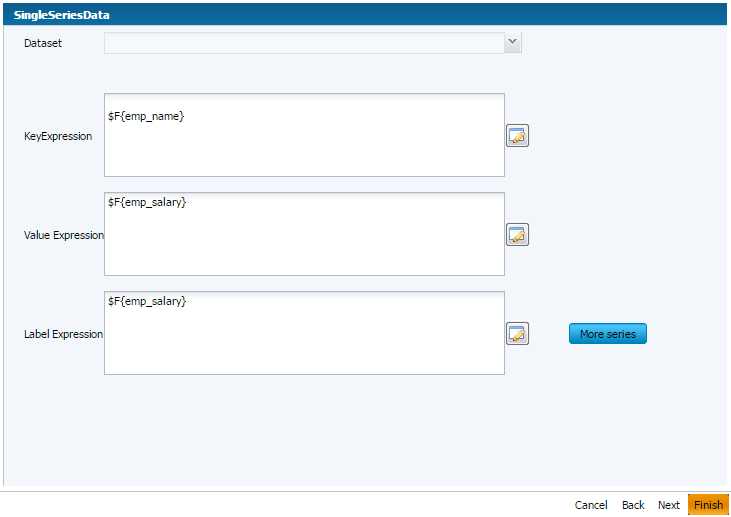 SingleSeriesData
Dataset
$F{emp_name}
KeyExpression
$F{emp_salary}
Value Expression
$F{emp_salary}
Label Expression
More series
Cancel Back Next Finish